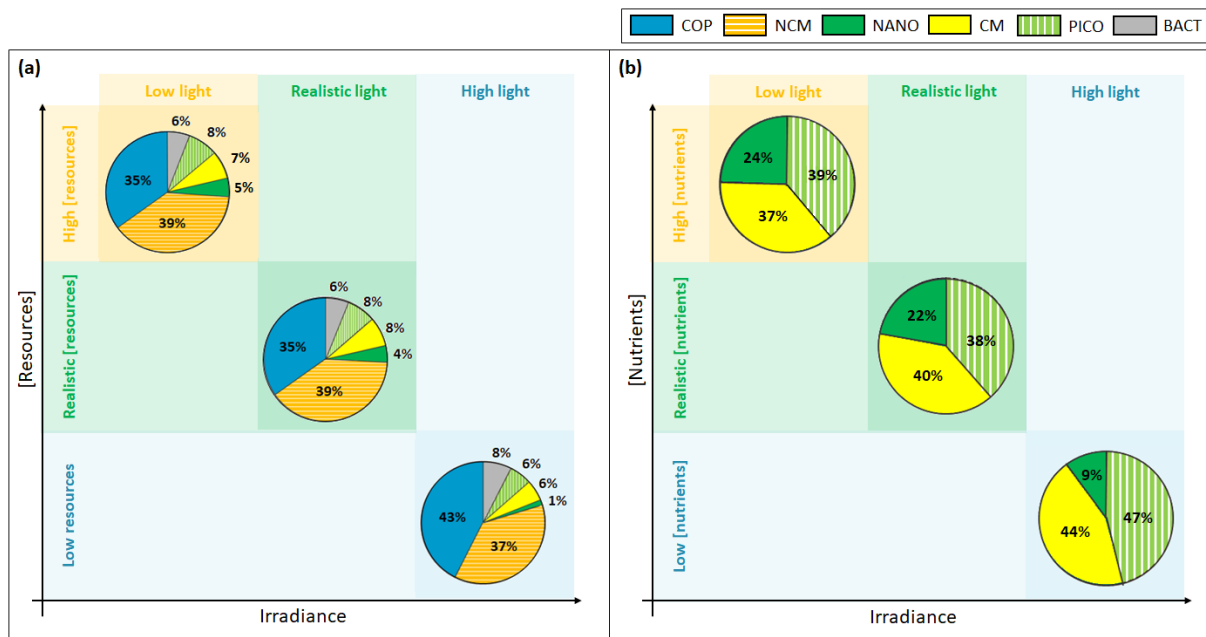 COP NCM NANO CM PICO BACT
(a)
Low light Realistic light High light
High [resources]
6%
8%
7%
5%
39%
35%
Realistic [resources]
6%
8%
8%
4%
39%
35%
Low resources
8%
6%
6%
1%
37%
43%
[Resources]
Irradiance
(b)
Low light Realistic light High light
High [nutrients]
24%
39%
37%
Realistic [nutrients]
22%
38%
40%
Low [nutrients]
9%
47%
44%
[Nutrients]
Irradiance